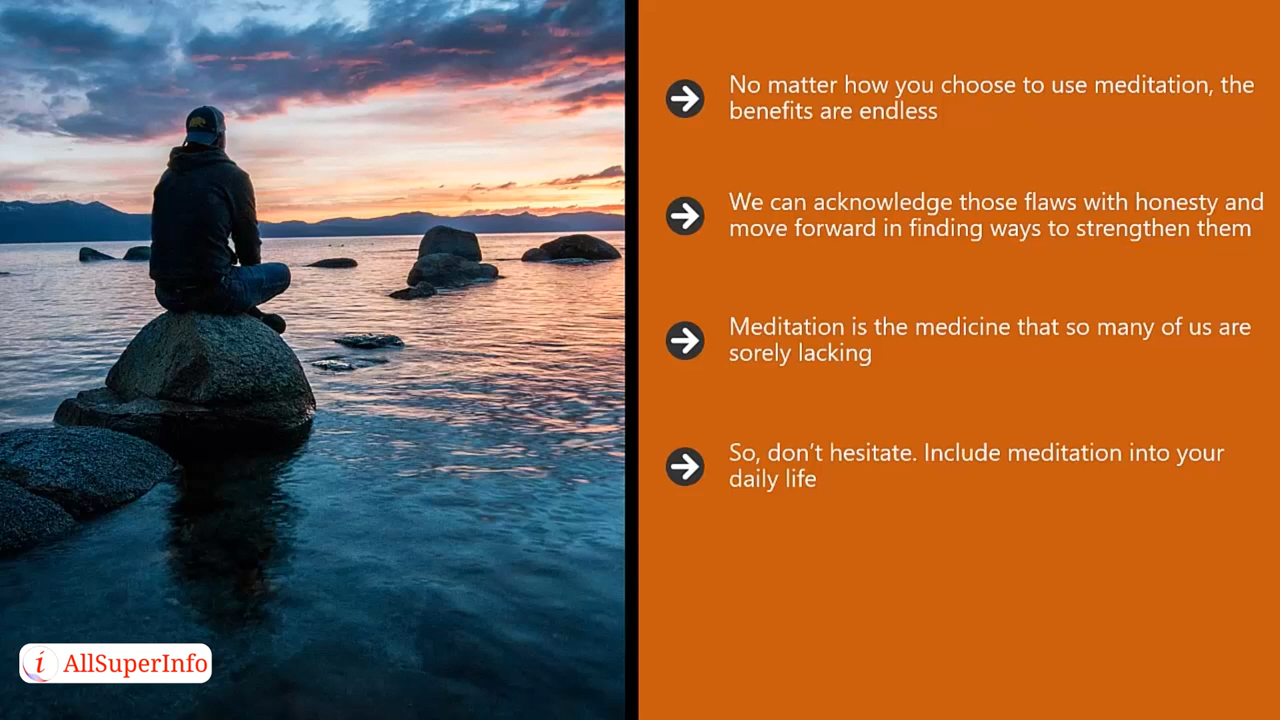 No matter how you choose to use meditation, the
benefits are endless
We can acknowledge those flaws with honesty and
move forward in finding ways to strengthen them
Meditation is the medicine that so many of us are
sorely lacking
So, don’t hesitate. Include meditation into your
daily life
i AllSuperInfo